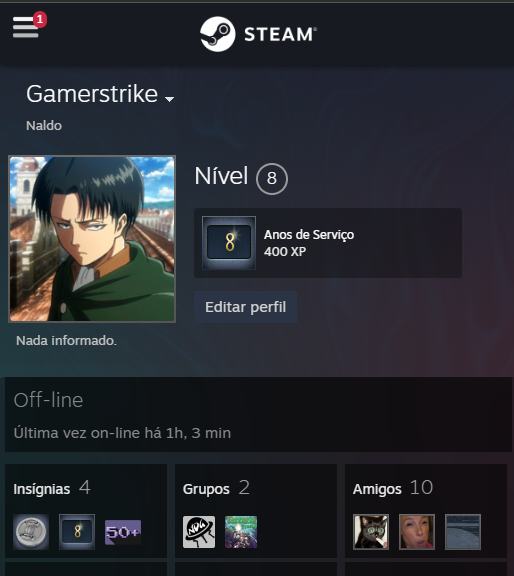 1
STEAM®
Gamerstrike
Naldo
Nível 8
8
Anos de Serviço
400 XP
Editar perfil
Nada informado.
Off-line
Última vez on-line há 1h, 3 min
Insígnias 4
Grupos 2
Amigos 10
8
50+